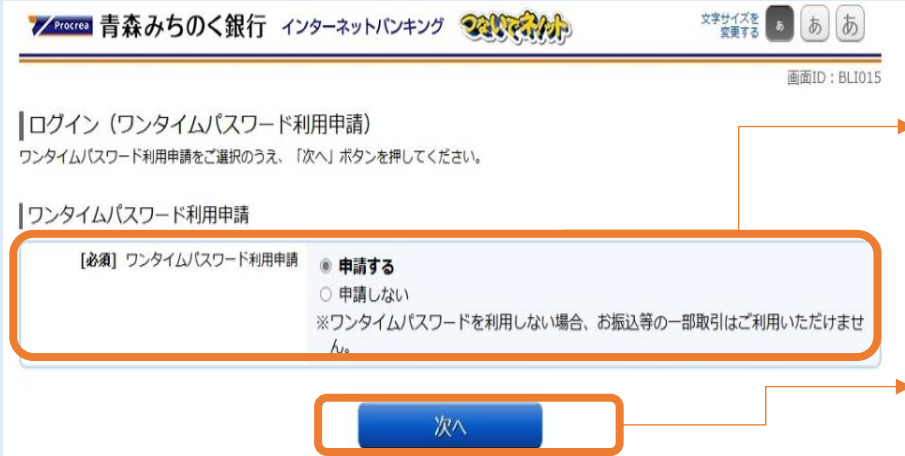 Procrea 青森みちのく銀行 インターネットバンキング つないでネット
文字サイズを
変更する
あ あ あ
画面ID：BLI015
ログイン（ワンタイムパスワード利用申請）
ワンタイムパスワード利用申請をご選択のうえ、「次へ」ボタンを押してください。
ワンタイムパスワード利用申請
[必須] ワンタイムパスワード利用申請
申請する
申請しない
※ワンタイムパスワードを利用しない場合、お振込等の一部取引はご利用いただけませ
ん。
次へ